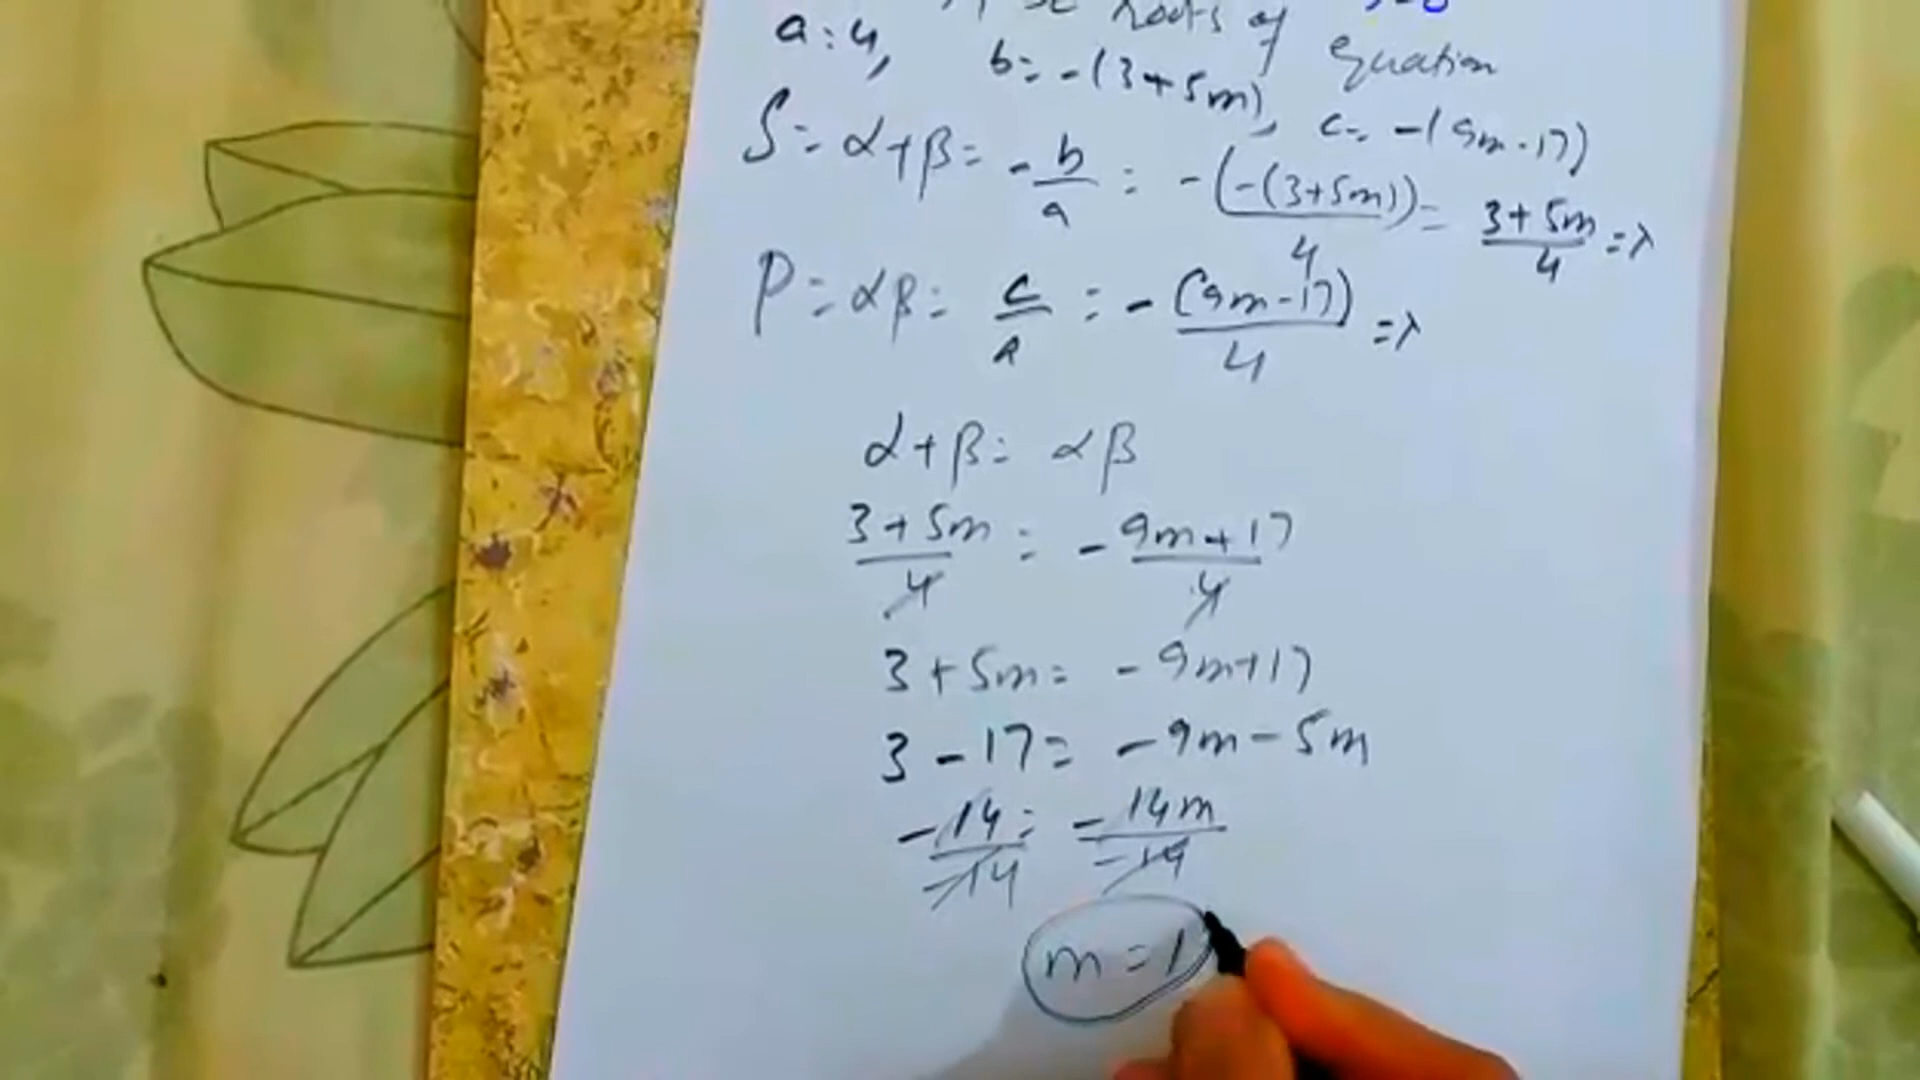 roots of equation
a = 4, b = -(3+5m), c = -(9m-17)
S = α+β = -b/a = -(-(3+5m))/4 = (3+5m)/4 = λ
P = αβ = c/a = -(9m-17)/4 = λ
α+β = αβ
(3+5m)/4 = (-9m+17)/4
3+5m = -9m+17
3-17 = -9m-5m
-14/-14 = -14m/-14
m = 1